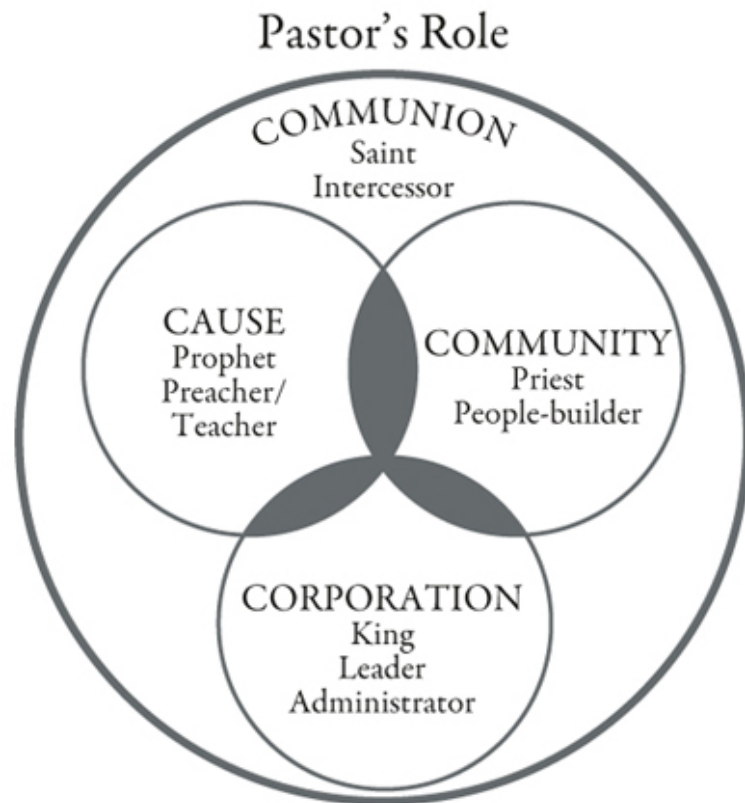 Pastor's Role
COMMUNION
Saint
Intercessor
CAUSE
Prophet
Preacher/
Teacher
COMMUNITY
Priest
People-builder
CORPORATION
King
Leader
Administrator